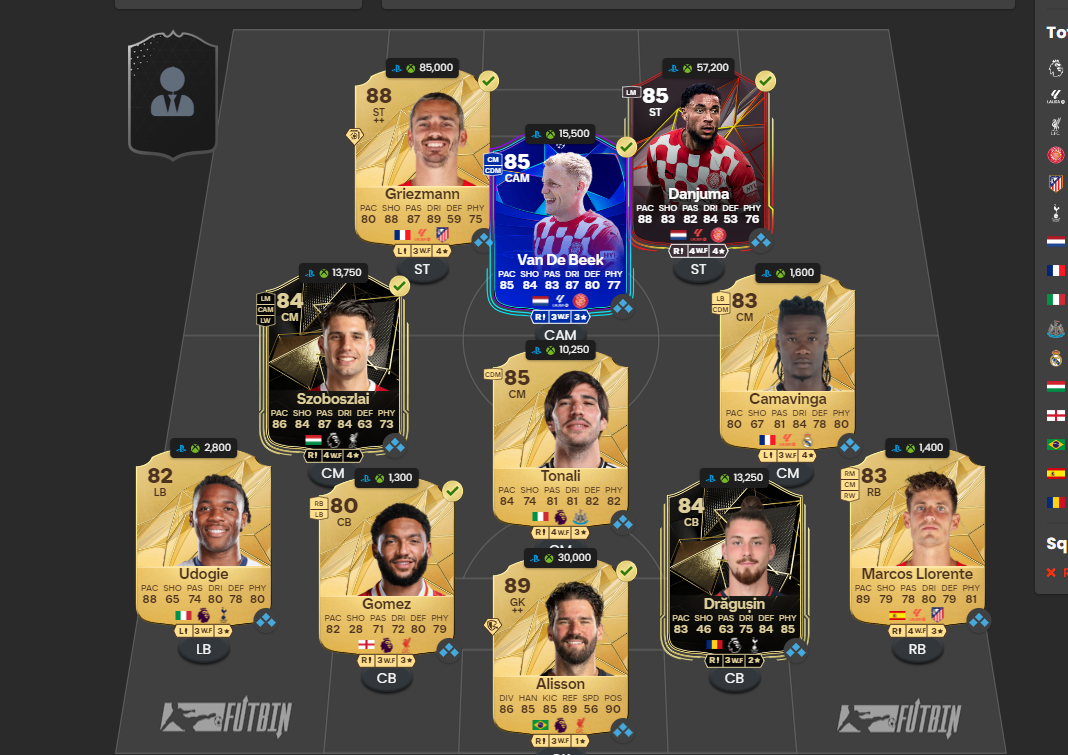 To
85,000
88
ST
++
Griezmann
PAC SHO PAS DRI DEF PHY
80 88 87 89 59 75
L! 3 W.F 4★
ST
15,500
CM
CDM
85
CAM
Van De Beek
PAC SHO PAS DRI DEF PHY
85 84 83 87 80 77
R! 3 W.F 3★
CAM
57,200
LM
85
ST
Danjuma
PAC SHO PAS DRI DEF PHY
88 83 82 84 53 76
R! 4 W.F 4★
ST
13,750
LM
CAM
LW
84
CM
Szoboszlai
PAC SHO PAS DRI DEF PHY
86 84 87 84 63 73
R! 4 W.F 4★
CM
10,250
CDM
85
CM
Tonali
PAC SHO PAS DRI DEF PHY
84 74 81 81 82 82
R! 4 W.F 3★
CM
1,600
LB
CDM
83
CM
Camavinga
PAC SHO PAS DRI DEF PHY
80 67 81 84 78 80
L! 3 W.F 4★
CM
2,800
82
LB
Udogie
PAC SHO PAS DRI DEF PHY
88 65 74 80 78 80
L! 3 W.F 3★
LB
1,300
RB
LB
80
CB
Gomez
PAC SHO PAS DRI DEF PHY
82 28 71 72 80 79
R! 3 W.F 3★
CB
30,000
89
GK
++
Alisson
DIV HAN KIC REF SPD POS
86 85 85 89 56 90
R! 3 W.F 1★
13,250
84
CB
Drăgușin
PAC SHO PAS DRI DEF PHY
83 46 63 75 84 85
R! 3 W.F 2★
CB
1,400
RM
CM
RW
83
RB
Marcos Llorente
PAC SHO PAS DRI DEF PHY
89 79 78 80 79 81
R! 4 W.F 3★
RB
Sq
FUTBIN
FUTBIN